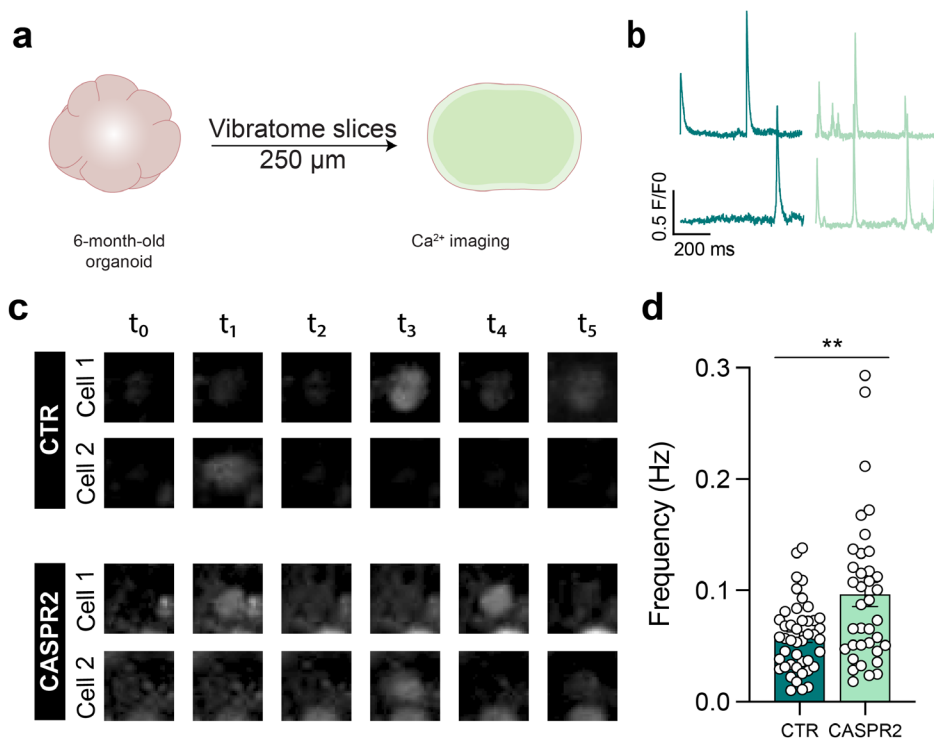 a
Vibratome slices
250 µm
6-month-old
organoid
Ca²⁺ imaging
b
0.5 F/F0
200 ms
c
t₀ t₁ t₂ t₃ t₄ t₅
CTR
Cell 1
Cell 2
CASPR2
Cell 1
Cell 2
d
**
Frequency (Hz)
0.3
0.2
0.1
0.0
CTR CASPR2